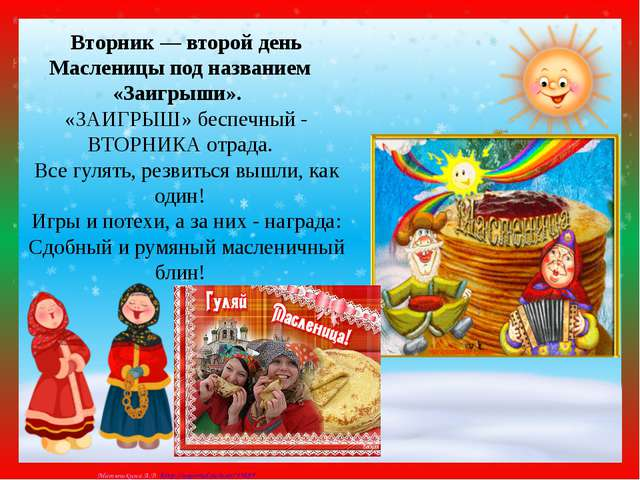 Вторник — второй день
Масленицы под названием
«Заигрыши».
«ЗАИГРЫШ» беспечный -
ВТОРНИКА отрада.
Все гулять, резвиться вышли, как
один!
Игры и потехи, а за них - награда:
Сдобный и румяный масленичный
блин!
Масленица
Гуляй
Масленица!